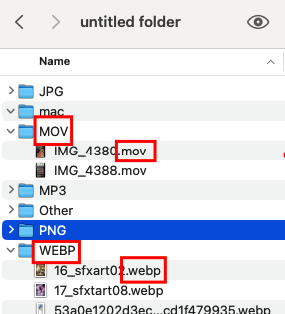 untitled folder
Name
JPG
mac
MOV
IMG_4380.mov
IMG_4388.mov
MP3
Other
PNG
WEBP
16_sfxart02.webp
17_sfxart08.webp
53a0e1202d3ec...cd1f479935.webp